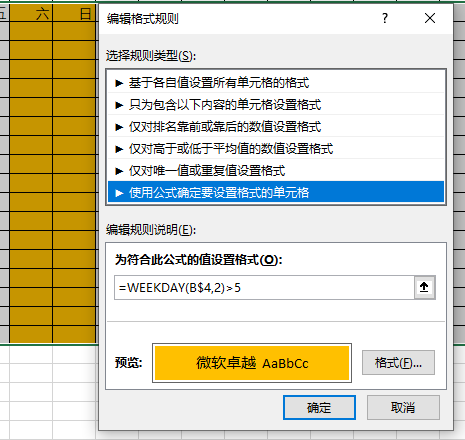 五 六 日
编辑格式规则
? ×
选择规则类型(S):
► 基于各自值设置所有单元格的格式
► 只为包含以下内容的单元格设置格式
► 仅对排名靠前或靠后的数值设置格式
► 仅对高于或低于平均值的数值设置格式
► 仅对唯一值或重复值设置格式
► 使用公式确定要设置格式的单元格
编辑规则说明(E):
为符合此公式的值设置格式(O):
=WEEKDAY(B$4,2)>5
预览:
微软卓越 AaBbCc
格式(F)...
确定
取消